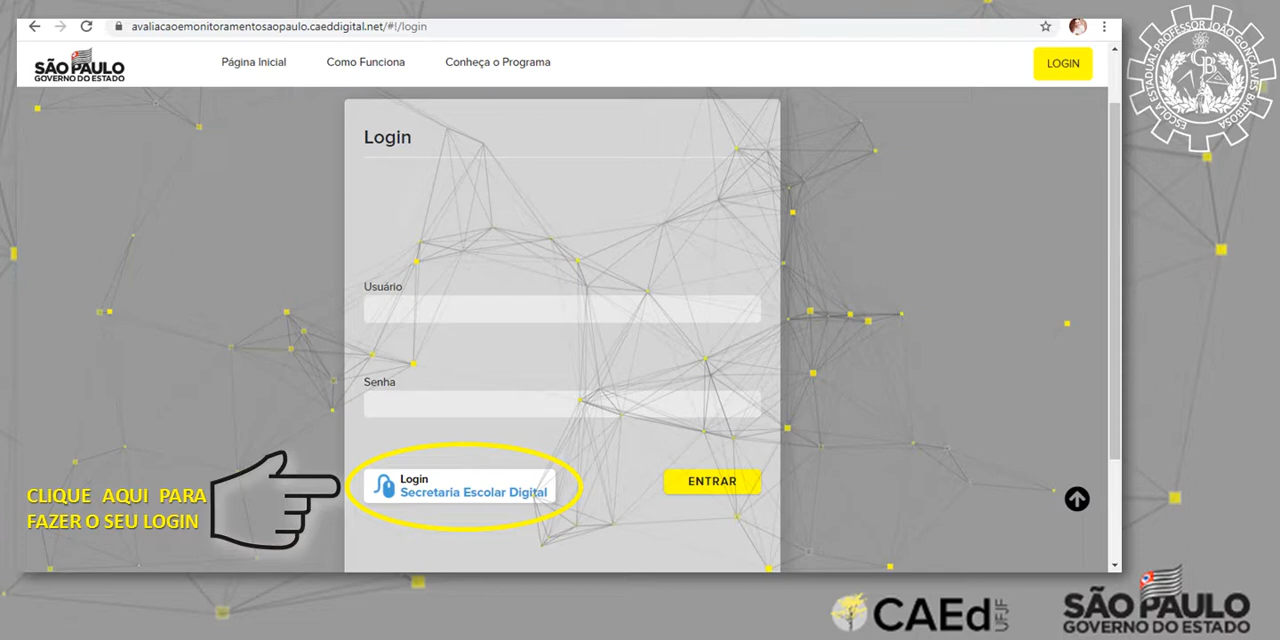 avaliacaoemonitoramentosaopaulo.caeddigital.net/#!/login
SÃO PAULO
GOVERNO DO ESTADO
Página Inicial
Como Funciona
Conheça o Programa
LOGIN
ESCOLA ESTADUAL PROFESSOR JOÃO GONÇALVES BARBOSA
GB
Login
Usuário
Senha
Login
Secretaria Escolar Digital
ENTRAR
CLIQUE AQUI PARA
FAZER O SEU LOGIN
CAEd
UFJF
SÃO PAULO
GOVERNO DO ESTADO